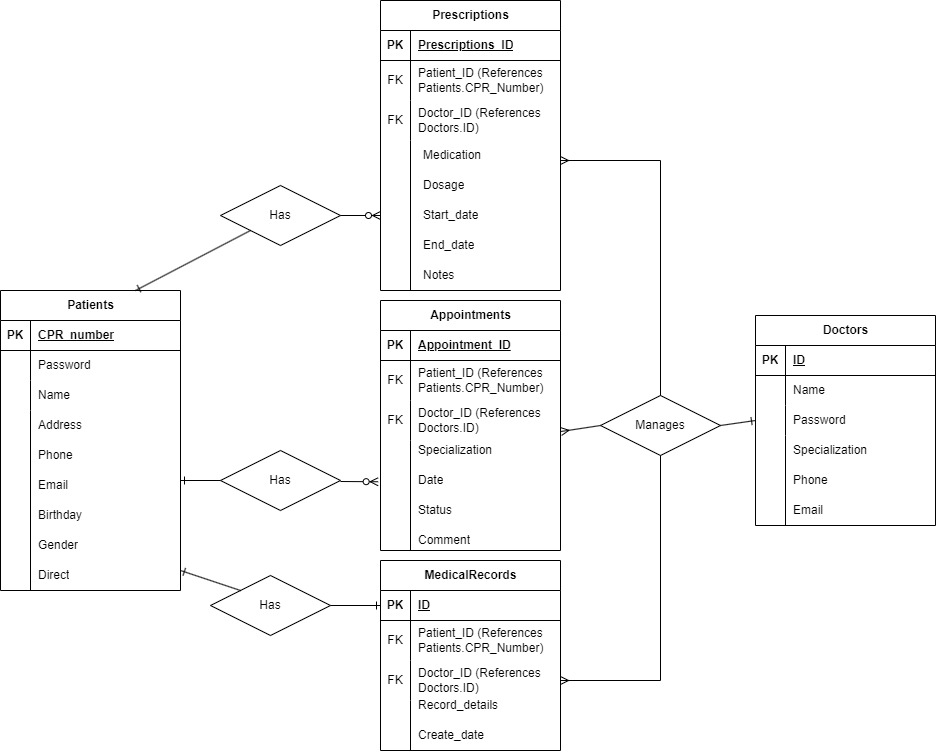 Prescriptions
PK Prescriptions_ID
FK Patient_ID (References
Patients.CPR_Number)
FK Doctor_ID (References
Doctors.ID)
Medication
Dosage
Start_date
End_date
Notes
Has
Patients
PK CPR_number
Password
Name
Address
Phone
Email
Birthday
Gender
Direct
Has
Has
Appointments
PK Appointment_ID
FK Patient_ID (References
Patients.CPR_Number)
FK Doctor_ID (References
Doctors.ID)
Specialization
Date
Status
Comment
MedicalRecords
PK ID
FK Patient_ID (References
Patients.CPR_Number)
FK Doctor_ID (References
Doctors.ID)
Record_details
Create_date
Manages
Doctors
PK ID
Name
Password
Specialization
Phone
Email